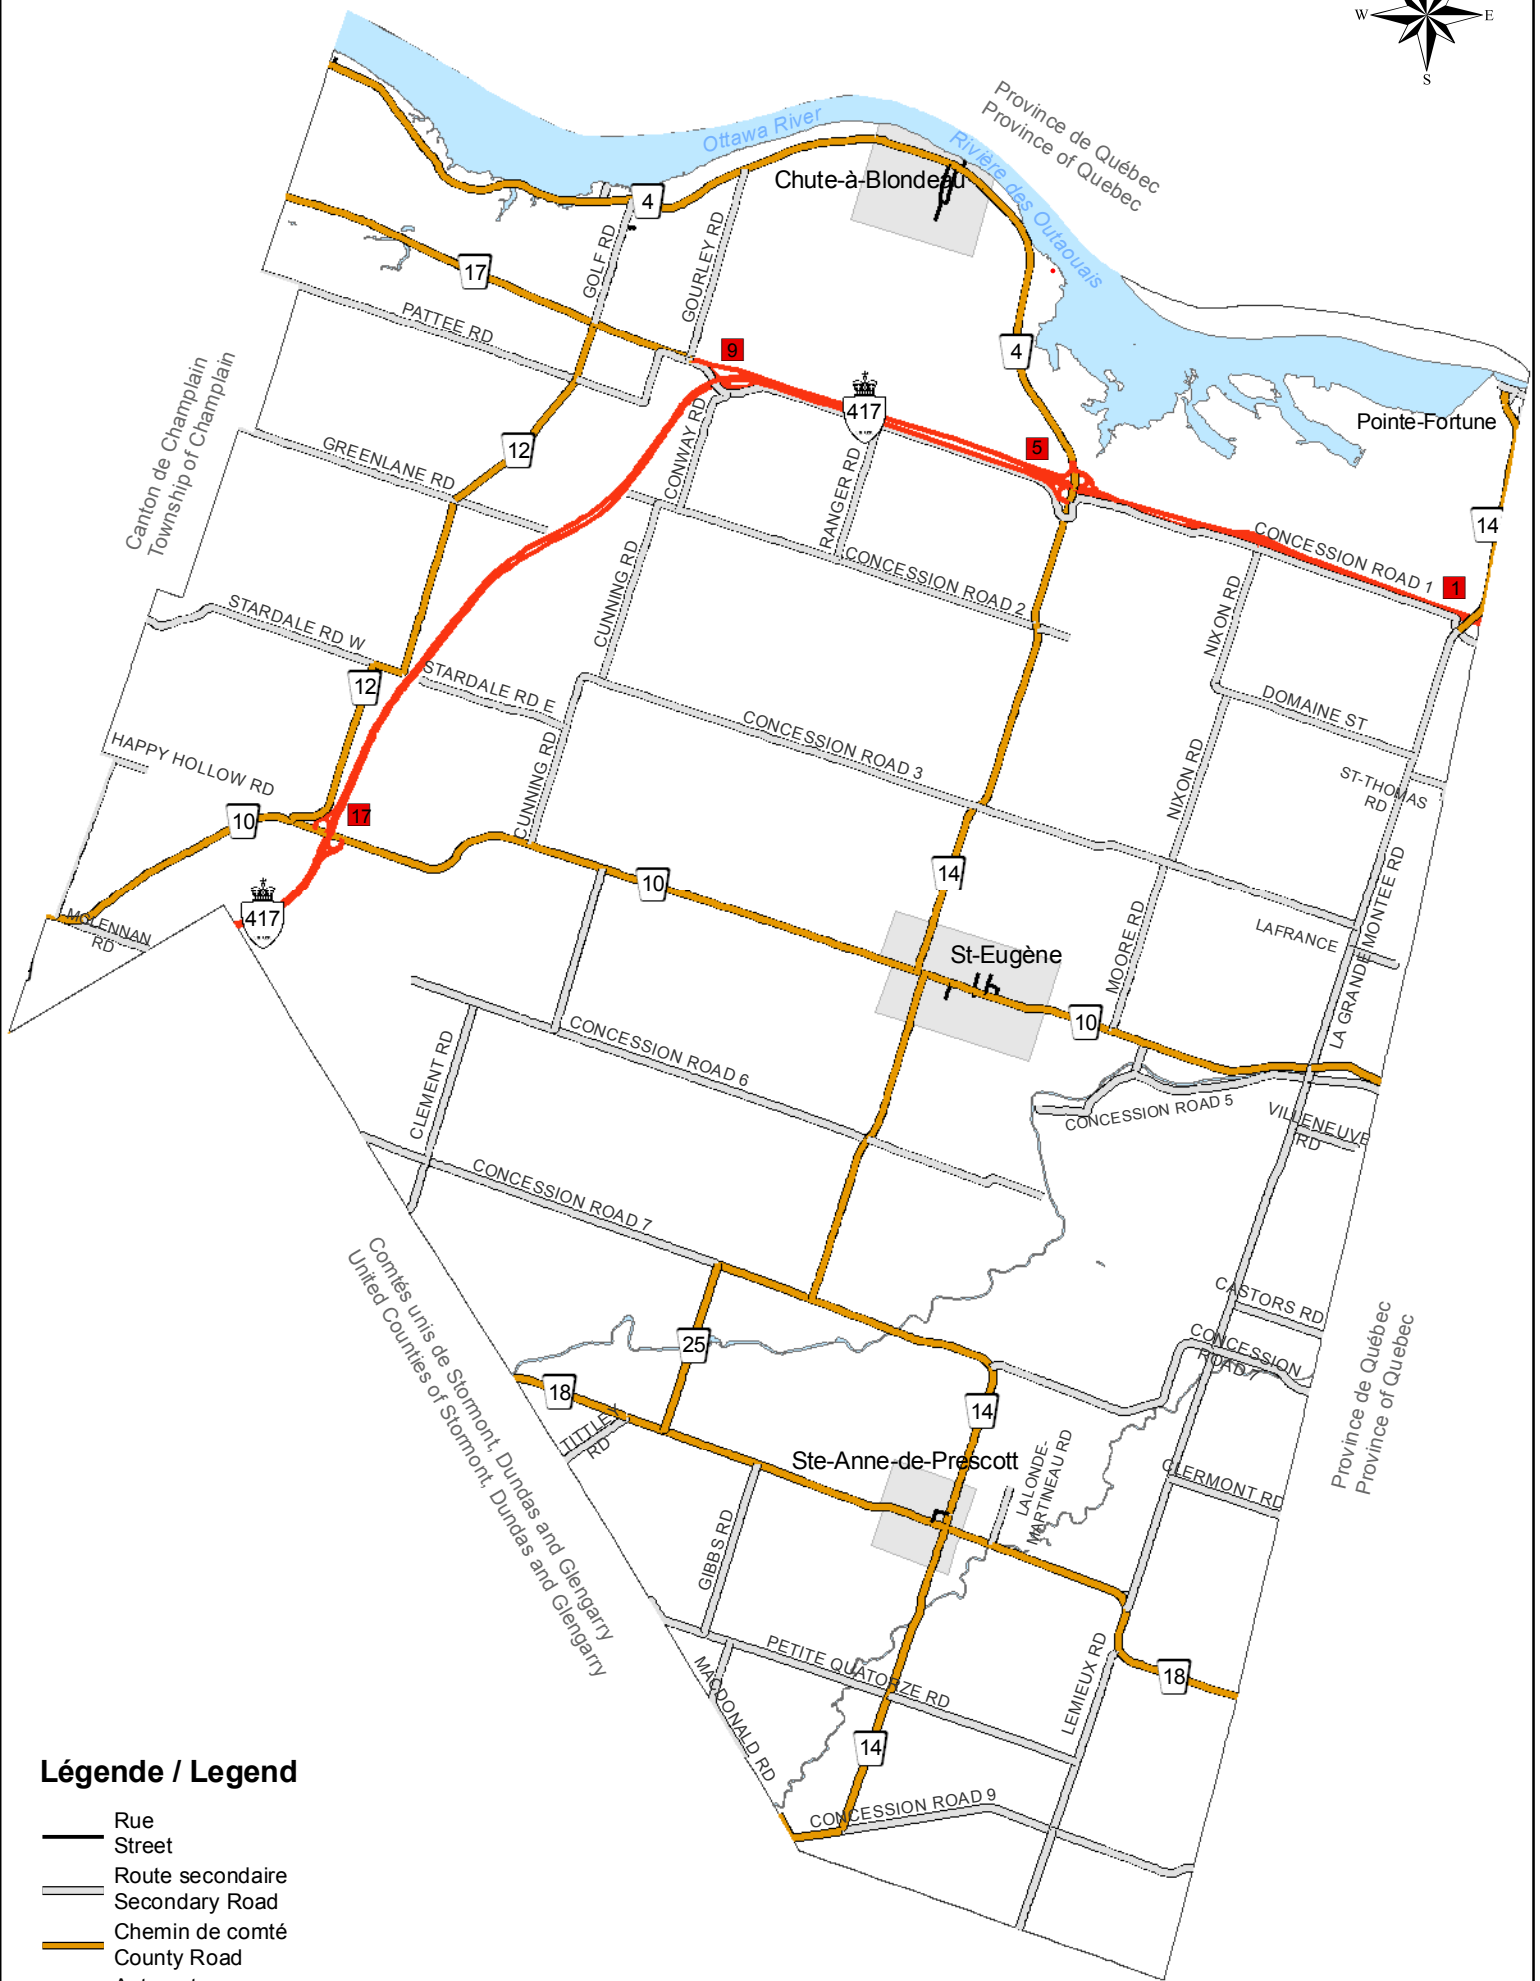 W
E
S
Province de Québec
Province of Quebec
Ottawa River
Rivière des Outaouais
Chute-à-Blondeau
4
GOLF RD
GOURLEY RD
17
PATTEE RD
9
4
417
Pointe-Fortune
Canton de Champlain
Township of Champlain
12
GREENLANE RD
CONWAY RD
RANGER RD
5
14
CONCESSION ROAD 1
1
CONCESSION ROAD 2
CUNNING RD
NIXON RD
STARDALE RD W
12
STARDALE RD E
DOMAINE ST
CONCESSION ROAD 3
HAPPY HOLLOW RD
CUNNING RD
NIXON RD
ST-THOMAS
RD
10
17
10
14
LA GRANDE MONTEE RD
417
MCLENNAN
RD
St-Eugène
MOORE RD
LAFRANCE
10
CONCESSION ROAD 6
CLEMENT RD
CONCESSION ROAD 5
VILLENEUVE
RD
CONCESSION ROAD 7
Comtés unis de Stormont, Dundas and Glengarry
United Counties of Stormont, Dundas and Glengarry
CASTORS RD
CONCESSION
ROAD 7
Province de Québec
Province of Quebec
25
18
TITTLEY
RD
14
Ste-Anne-de-Prescott
LALONDE-
MARTINEAU RD
CLERMONT RD
GIBBS RD
PETITE QUATORZE RD
LEMIEUX RD
18
MACDONALD RD
14
CONCESSION ROAD 9
Légende / Legend
Rue
Street
Route secondaire
Secondary Road
Chemin de comté
County Road